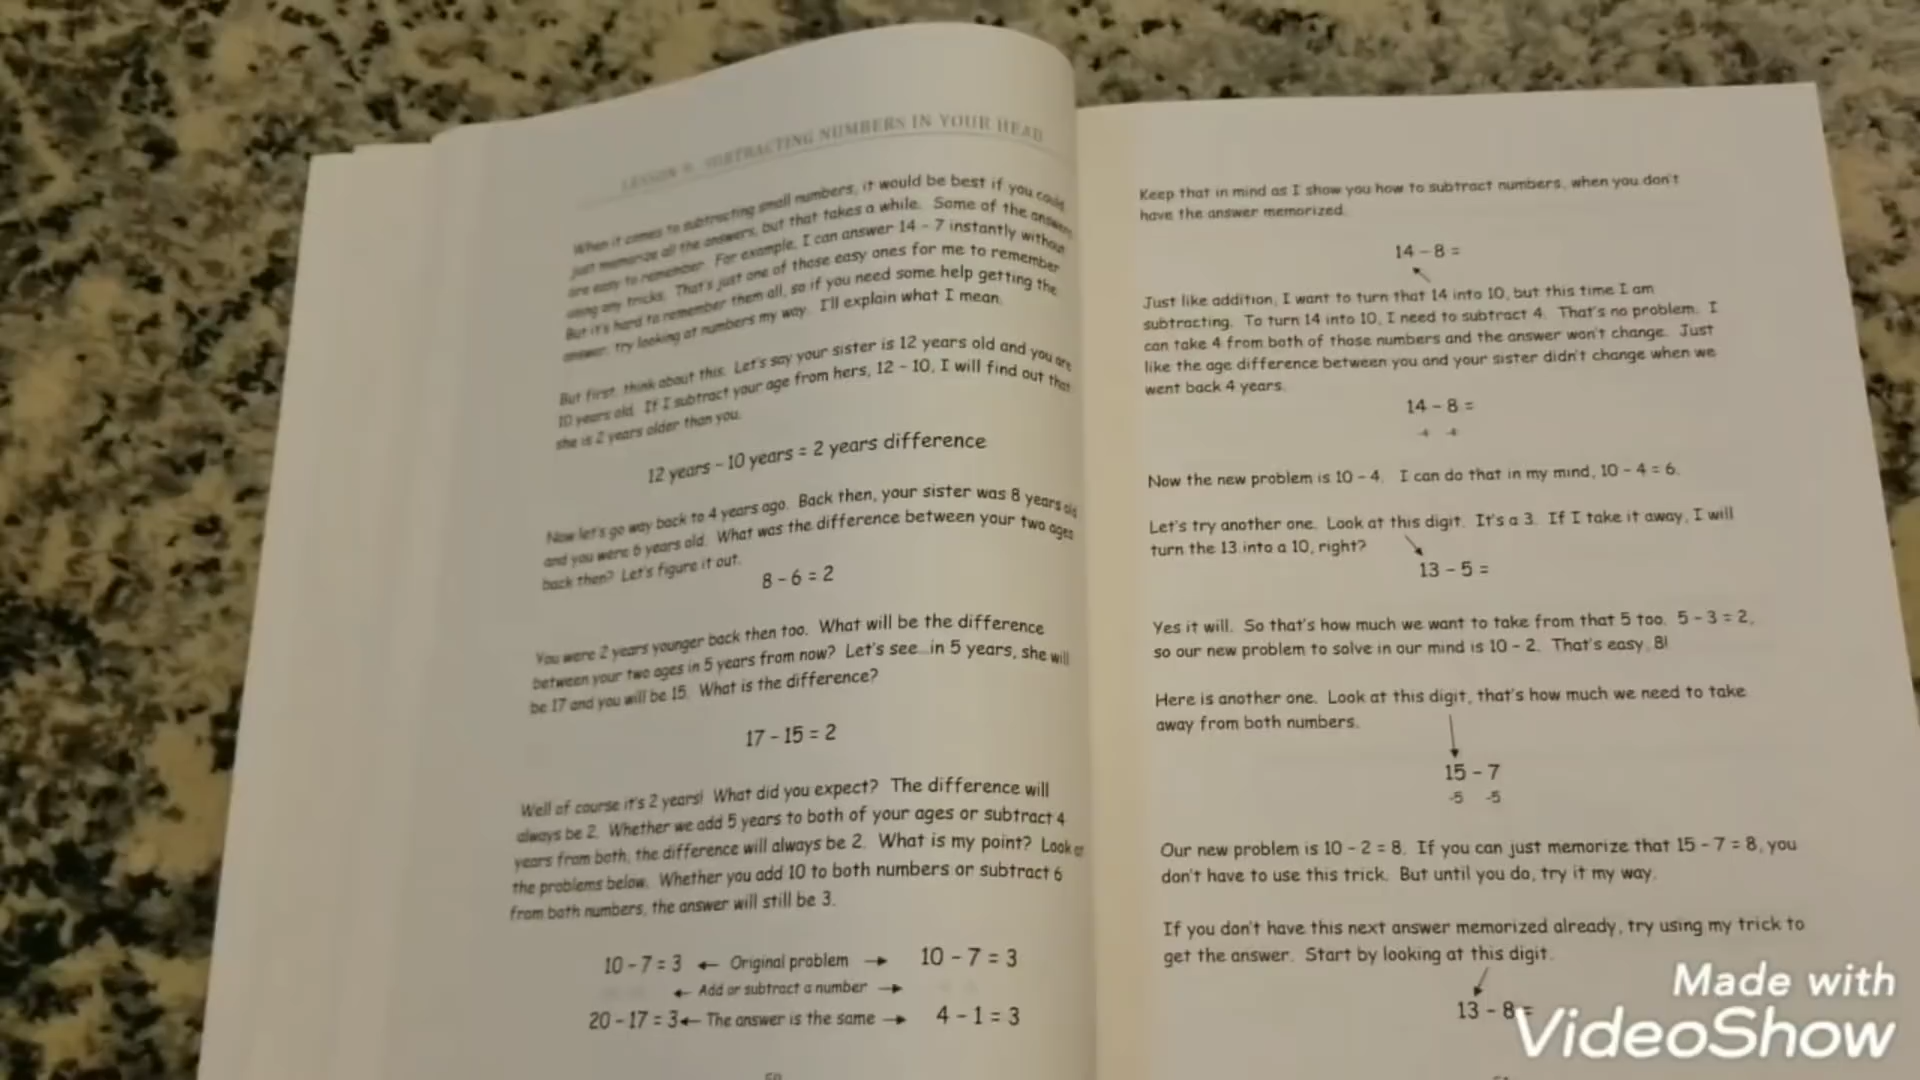 LESSON 9: SUBTRACTING NUMBERS IN YOUR HEAD
When it comes to subtracting small numbers, it would be best if you could
just memorize all the answers, but that takes a while. Some of the answers
are easy to remember. For example, I can answer 14 - 7 instantly without
using any tricks. That's just one of those easy ones for me to remember.
But it's hard to remember them all, so if you need some help getting the
answer, try looking at numbers my way. I'll explain what I mean.
But first, think about this. Let's say your sister is 12 years old and you are
10 years old. If I subtract your age from hers, 12 - 10, I will find out that
she is 2 years older than you.
12 years - 10 years = 2 years difference
Now let's go way back to 4 years ago. Back then, your sister was 8 years old
and you were 6 years old. What was the difference between your two ages
back then? Let's figure it out.
8 - 6 = 2
You were 2 years younger back then too. What will be the difference
between your two ages in 5 years from now? Let's see...in 5 years, she will
be 17 and you will be 15. What is the difference?
17 - 15 = 2
Well of course it's 2 years! What did you expect? The difference will
always be 2. Whether we add 5 years to both of your ages or subtract 4
years from both, the difference will always be 2. What is my point? Look at
the problems below. Whether you add 10 to both numbers or subtract 6
from both numbers, the answer will still be 3.
10 - 7 = 3 ← Original problem → 10 - 7 = 3
← Add or subtract a number →
20 - 17 = 3 ← The answer is the same → 4 - 1 = 3
Keep that in mind as I show you how to subtract numbers, when you don't
have the answer memorized.
14 - 8 =
Just like addition, I want to turn that 14 into 10, but this time I am
subtracting. To turn 14 into 10, I need to subtract 4. That's no problem. I
can take 4 from both of those numbers and the answer won't change. Just
like the age difference between you and your sister didn't change when we
went back 4 years.
14 - 8 =
-4 -4
Now the new problem is 10 - 4. I can do that in my mind, 10 - 4 = 6.
Let's try another one. Look at this digit. It's a 3. If I take it away, I will
turn the 13 into a 10, right?
13 - 5 =
Yes it will. So that's how much we want to take from that 5 too. 5 - 3 = 2,
so our new problem to solve in our mind is 10 - 2. That's easy, 8!
Here is another one. Look at this digit, that's how much we need to take
away from both numbers.
15 - 7
-5 -5
Our new problem is 10 - 2 = 8. If you can just memorize that 15 - 7 = 8, you
don't have to use this trick. But until you do, try it my way.
If you don't have this next answer memorized already, try using my trick to
get the answer. Start by looking at this digit.
13 - 8 =
Made with
VideoShow